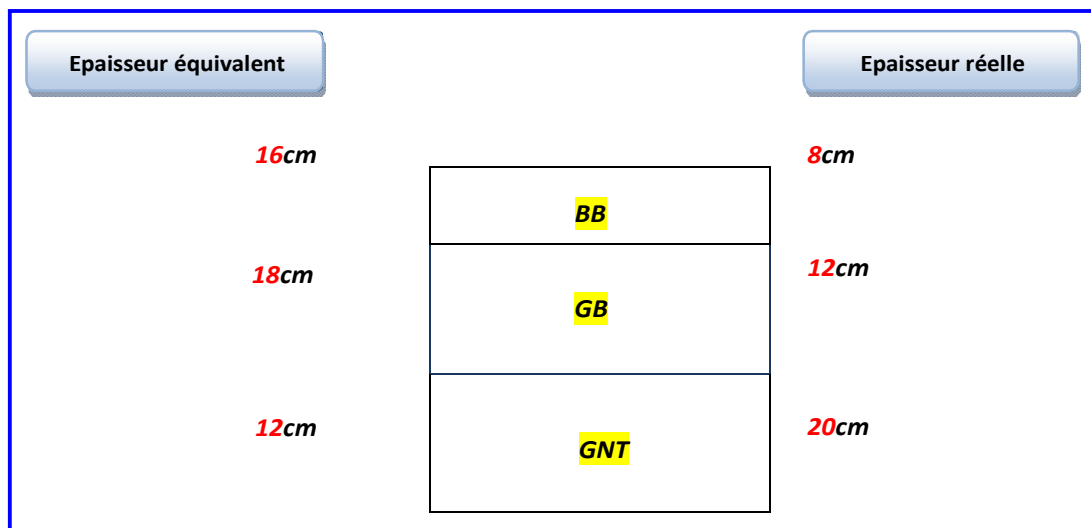 Epaisseur équivalent
Epaisseur réelle
16cm
8cm
BB
18cm
12cm
GB
12cm
20cm
GNT